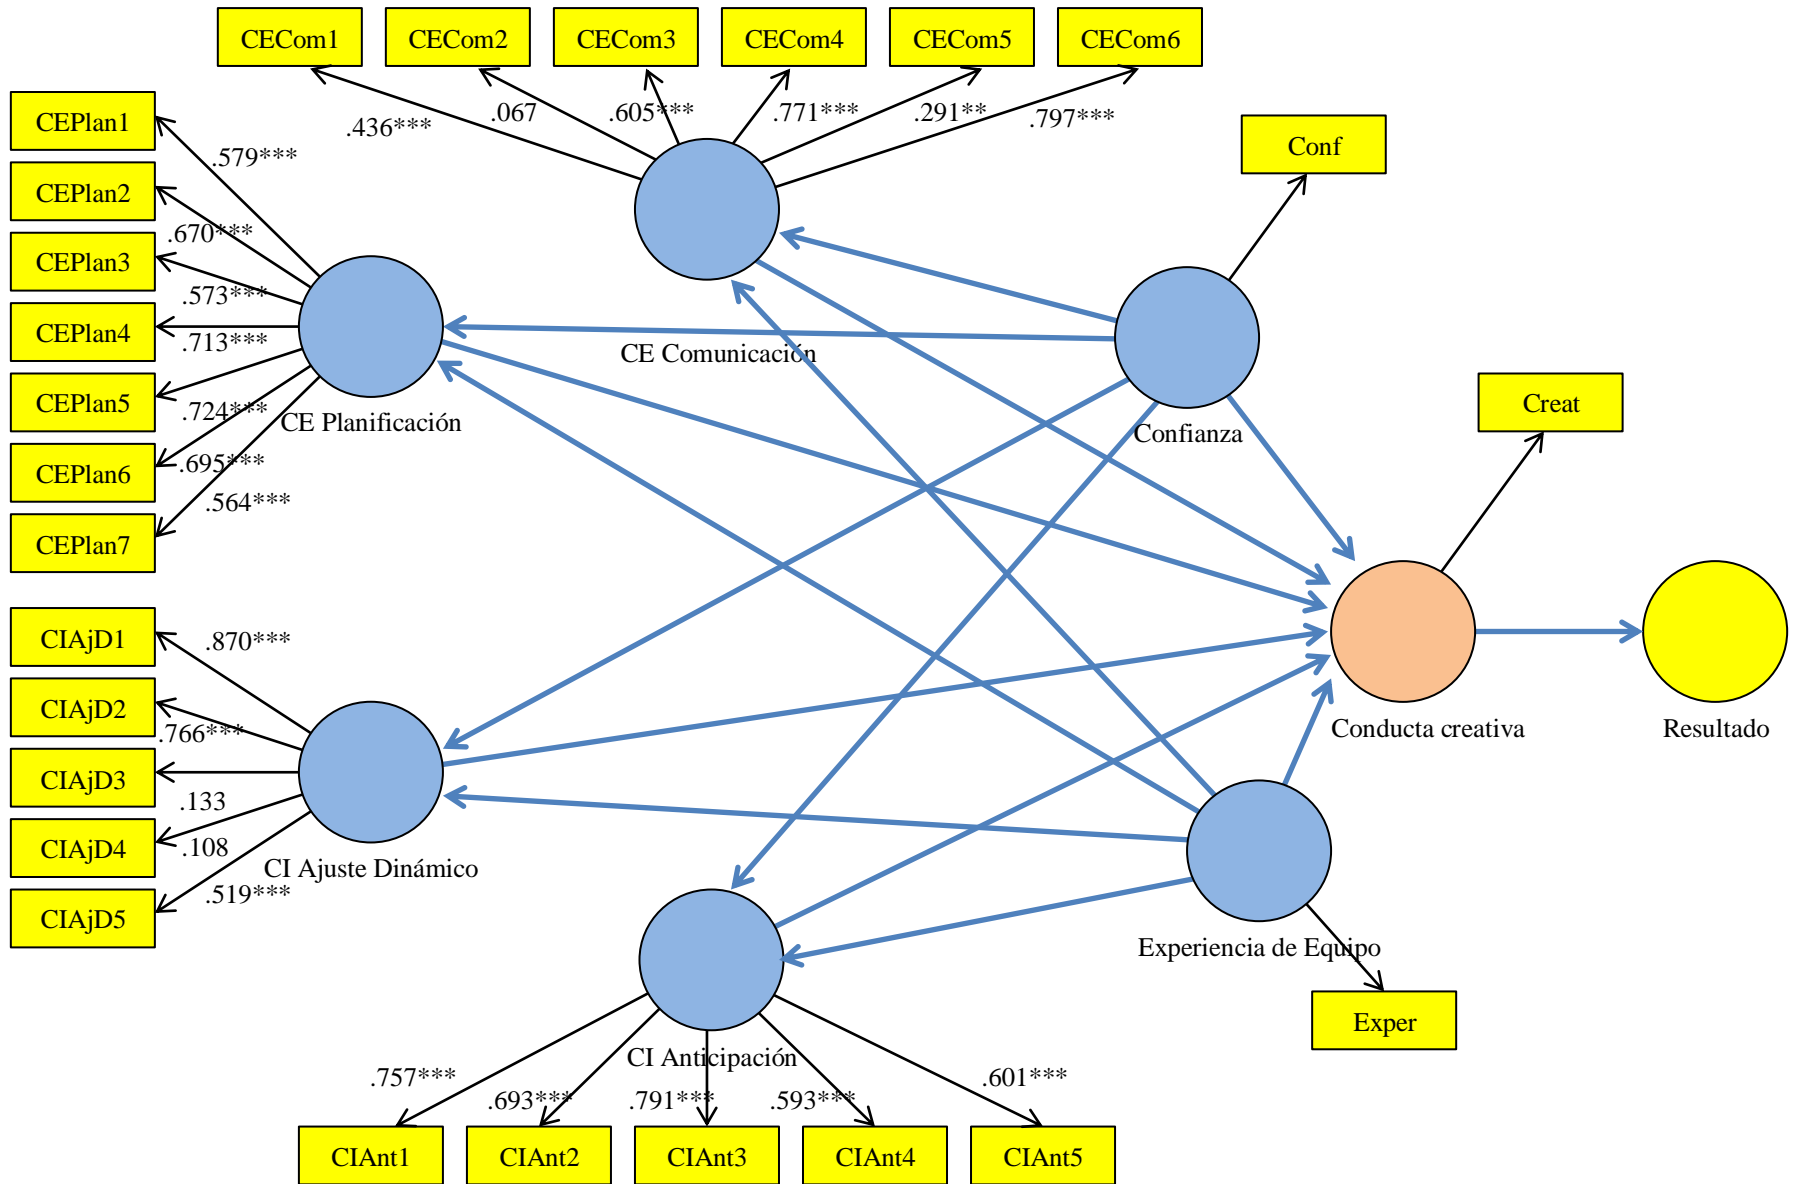 CECom1
CECom2
CECom3
CECom4
CECom5
CECom6
.436***
.067
.605***
.771***
.291**
.797***
CEPlan1
CEPlan2
CEPlan3
CEPlan4
CEPlan5
CEPlan6
CEPlan7
.579***
.670***
.573***
.713***
.724***
.695***
.564***
CE Planificación
CE Comunicación
Conf
Confianza
Creat
Conducta creativa
Resultado
CIAjD1
CIAjD2
CIAjD3
CIAjD4
CIAjD5
.870***
.766***
.133
.108
.519***
CI Ajuste Dinámico
Experiencia de Equipo
Exper
CI Anticipación
.757***
.693***
.791***
.593***
.601***
CIAnt1
CIAnt2
CIAnt3
CIAnt4
CIAnt5